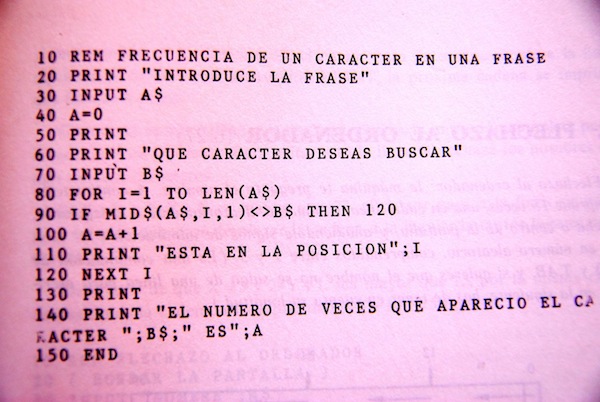 10 REM FRECUENCIA DE UN CARACTER EN UNA FRASE
20 PRINT "INTRODUCE LA FRASE"
30 INPUT A$
40 A=0
50 PRINT
60 PRINT "QUE CARACTER DESEAS BUSCAR"
70 INPUT B$
80 FOR I=1 TO LEN(A$)
90 IF MID$(A$,I,1)<>B$ THEN 120
100 A=A+1
110 PRINT "ESTA EN LA POSICION";I
120 NEXT I
130 PRINT
140 PRINT "EL NUMERO DE VECES QUE APARECIO EL CA
RACTER ";B$;" ES";A
150 END